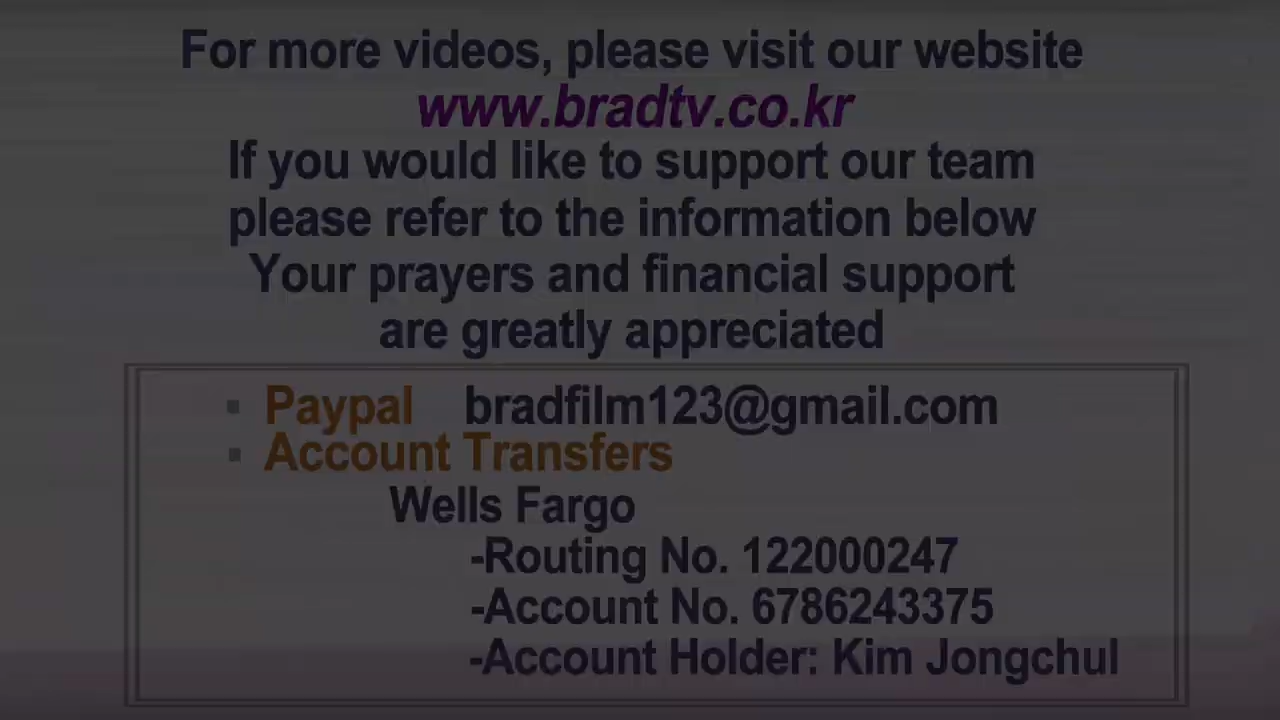 For more videos, please visit our website
www.bradtv.co.kr
If you would like to support our team
please refer to the information below
Your prayers and financial support
are greatly appreciated
▪ Paypal bradfilm123@gmail.com
▪ Account Transfers
Wells Fargo
-Routing No. 122000247
-Account No. 6786243375
-Account Holder: Kim Jongchul